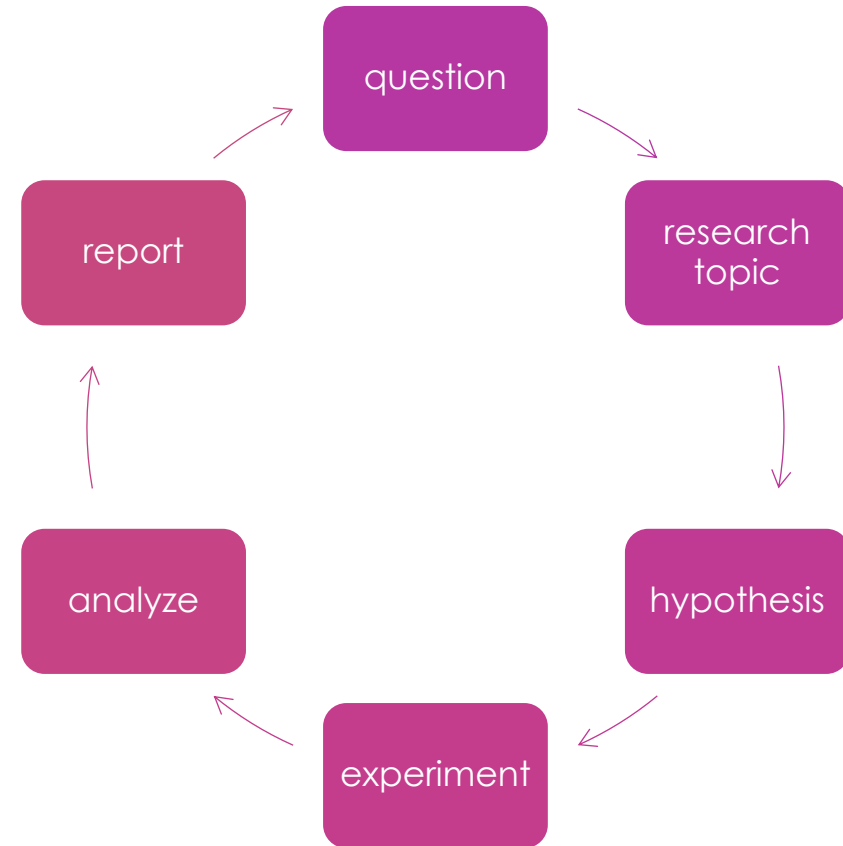 question
research
topic
hypothesis
experiment
analyze
report